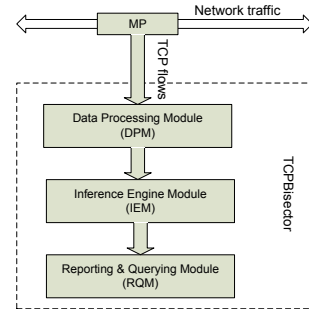 Network traffic
MP
TCP flows
Data Processing Module
(DPM)
Inference Engine Module
(IEM)
Reporting & Querying Module
(RQM)
TCPBisector